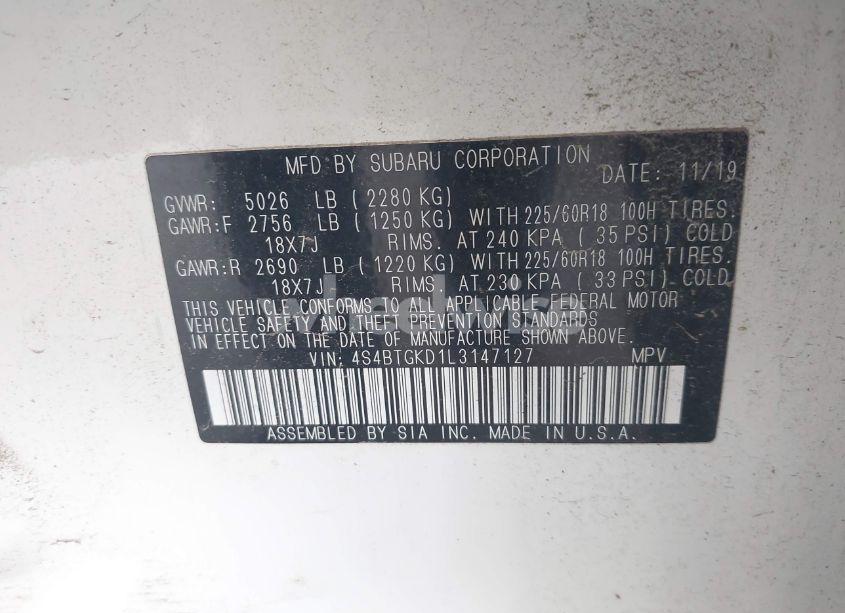 MFD BY SUBARU CORPORATION DATE: 11/19
GVWR: 5026 LB ( 2280 KG)
GAWR:F 2756 LB ( 1250 KG) WITH 225/60R18 100H TIRES.
18X7J RIMS. AT 240 KPA ( 35 PSI) COLD
GAWR:R 2690 LB ( 1220 KG) WITH 225/60R18 100H TIRES.
18X7J RIMS. AT 230 KPA ( 33 PSI) COLD
THIS VEHICLE CONFORMS TO ALL APPLICABLE FEDERAL MOTOR
VEHICLE SAFETY AND THEFT PREVENTION STANDARDS
IN EFFECT ON THE DATE OF MANUFACTURE SHOWN ABOVE.
VIN: 4S4BTGKD1L3147127 MPV
ASSEMBLED BY SIA INC. MADE IN U.S.A.